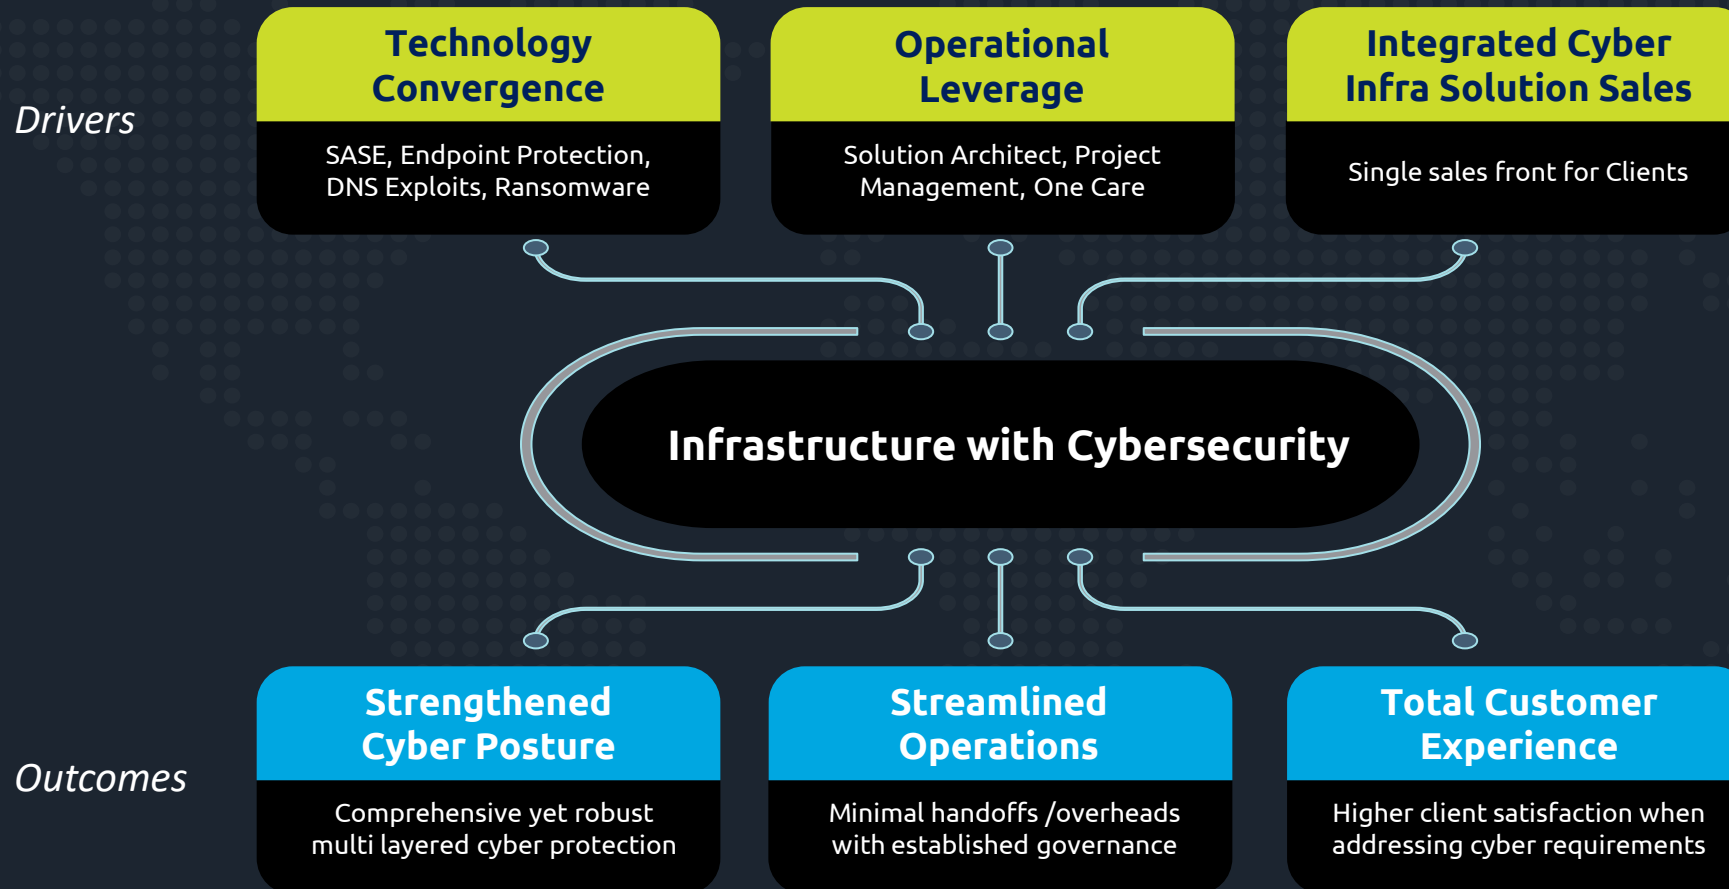 Drivers
Technology
Convergence
SASE, Endpoint Protection,
DNS Exploits, Ransomware
Operational
Leverage
Solution Architect, Project
Management, One Care
Integrated Cyber
Infra Solution Sales
Single sales front for Clients
Infrastructure with Cybersecurity
Outcomes
Strengthened
Cyber Posture
Comprehensive yet robust
multi layered cyber protection
Streamlined
Operations
Minimal handoffs /overheads
with established governance
Total Customer
Experience
Higher client satisfaction when
addressing cyber requirements